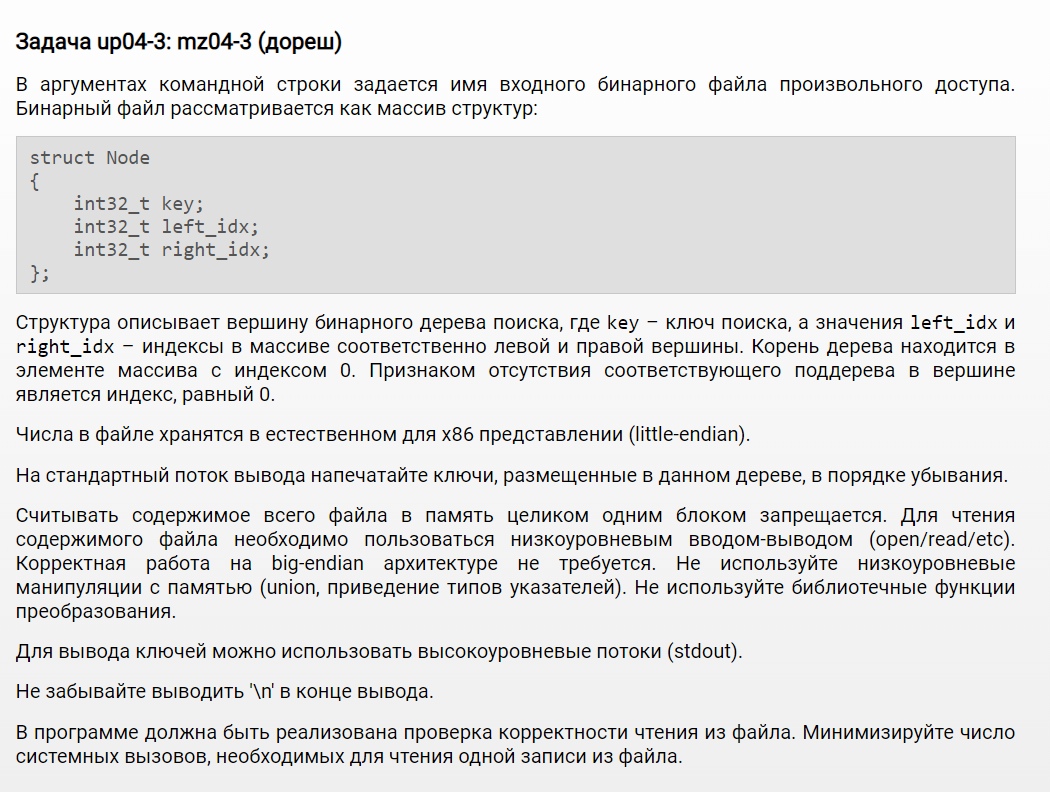 Задача up04-3: mz04-3 (дореш)
В аргументах командной строки задается имя входного бинарного файла произвольного доступа.
Бинарный файл рассматривается как массив структур:
struct Node
{
    int32_t key;
    int32_t left_idx;
    int32_t right_idx;
};
Структура описывает вершину бинарного дерева поиска, где key – ключ поиска, а значения left_idx и
right_idx – индексы в массиве соответственно левой и правой вершины. Корень дерева находится в
элементе массива с индексом 0. Признаком отсутствия соответствующего поддерева в вершине
является индекс, равный 0.
Числа в файле хранятся в естественном для x86 представлении (little-endian).
На стандартный поток вывода напечатайте ключи, размещенные в данном дереве, в порядке убывания.
Считывать содержимое всего файла в память целиком одним блоком запрещается. Для чтения
содержимого файла необходимо пользоваться низкоуровневым вводом-выводом (open/read/etc).
Корректная работа на big-endian архитектуре не требуется. Не используйте низкоуровневые
манипуляции с памятью (union, приведение типов указателей). Не используйте библиотечные функции
преобразования.
Для вывода ключей можно использовать высокоуровневые потоки (stdout).
Не забывайте выводить '\n' в конце вывода.
В программе должна быть реализована проверка корректности чтения из файла. Минимизируйте число
системных вызовов, необходимых для чтения одной записи из файла.